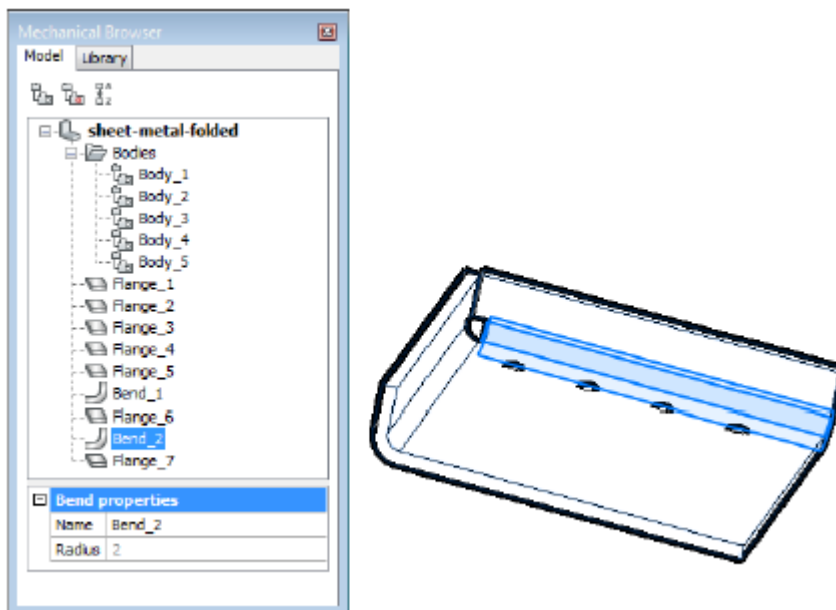 Mechanical Browser
Model Library
sheet-metal-folded
Bodies
Body_1
Body_2
Body_3
Body_4
Body_5
Flange_1
Flange_2
Flange_3
Flange_4
Flange_5
Bend_1
Flange_6
Bend_2
Flange_7
Bend properties
Name Bend_2
Radius 2